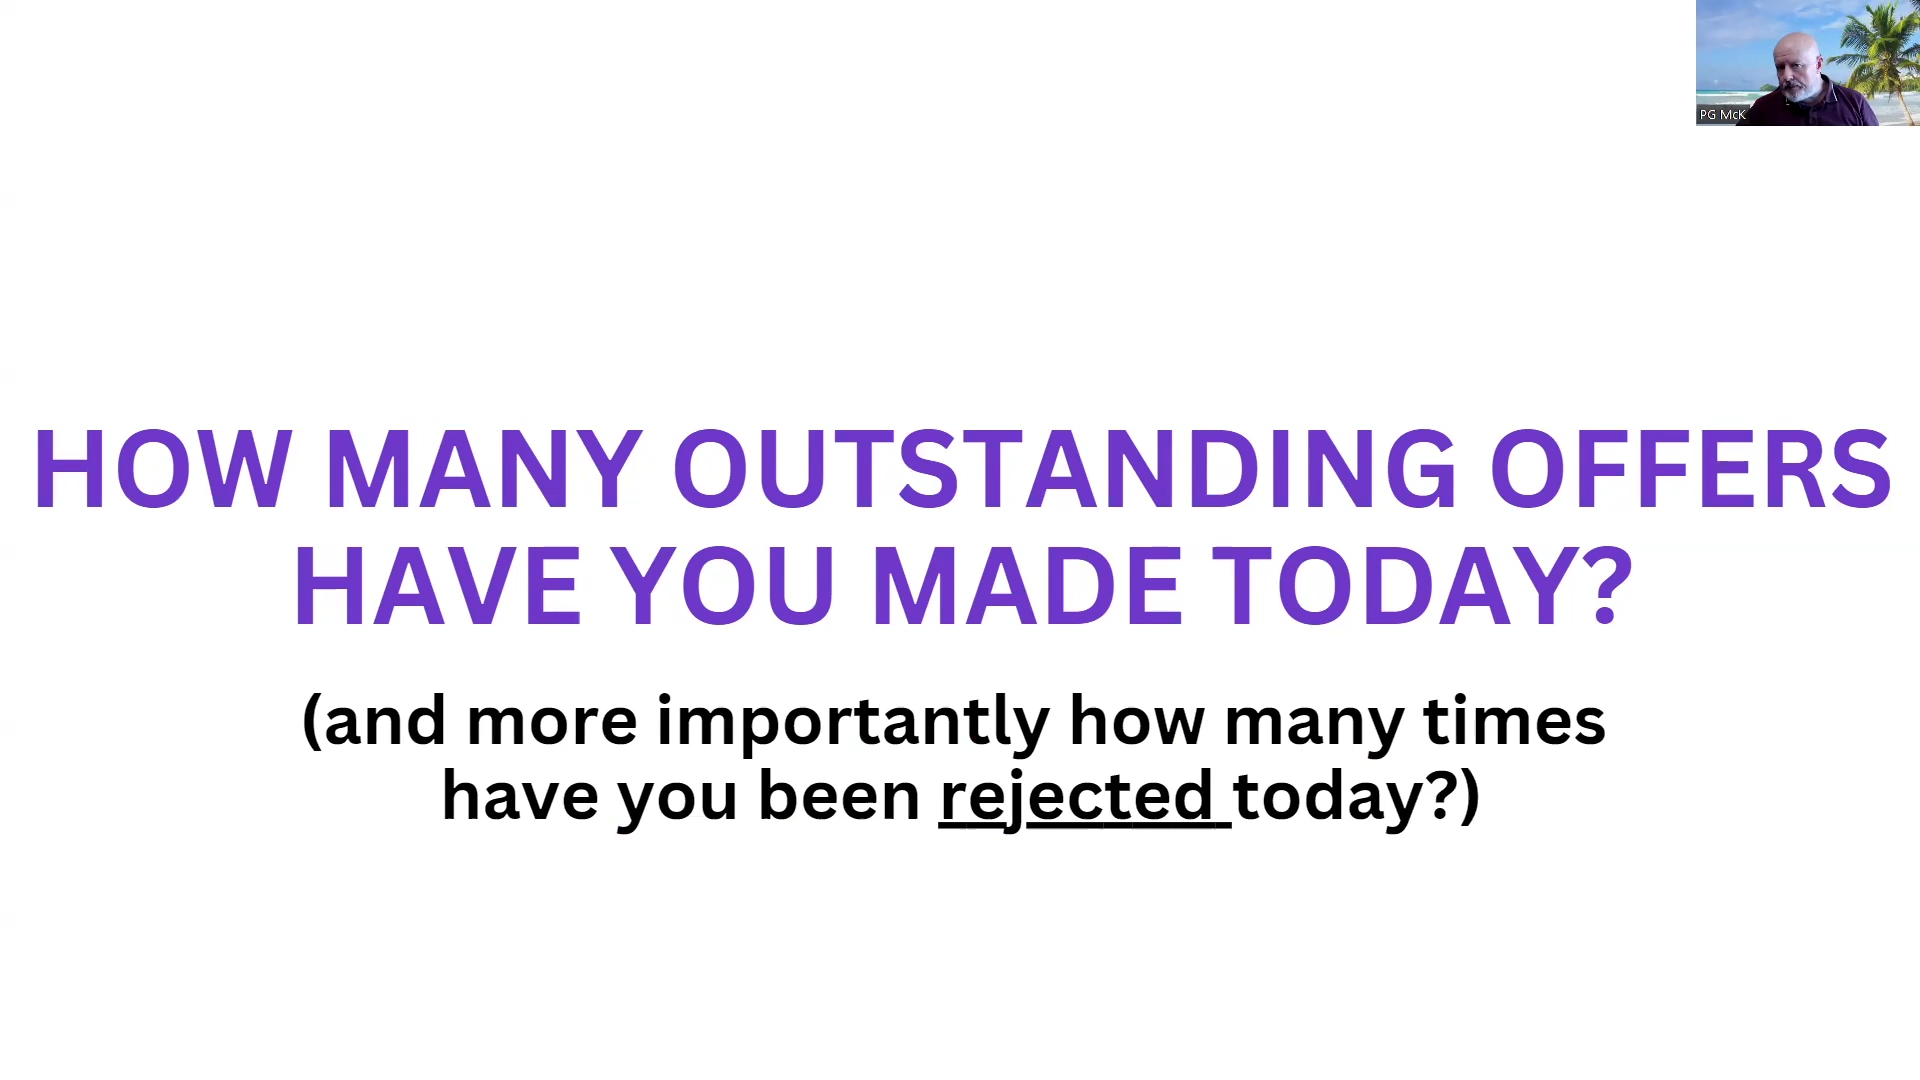 PG McK
HOW MANY OUTSTANDING OFFERS
HAVE YOU MADE TODAY?
(and more importantly how many times
have you been rejected today?)